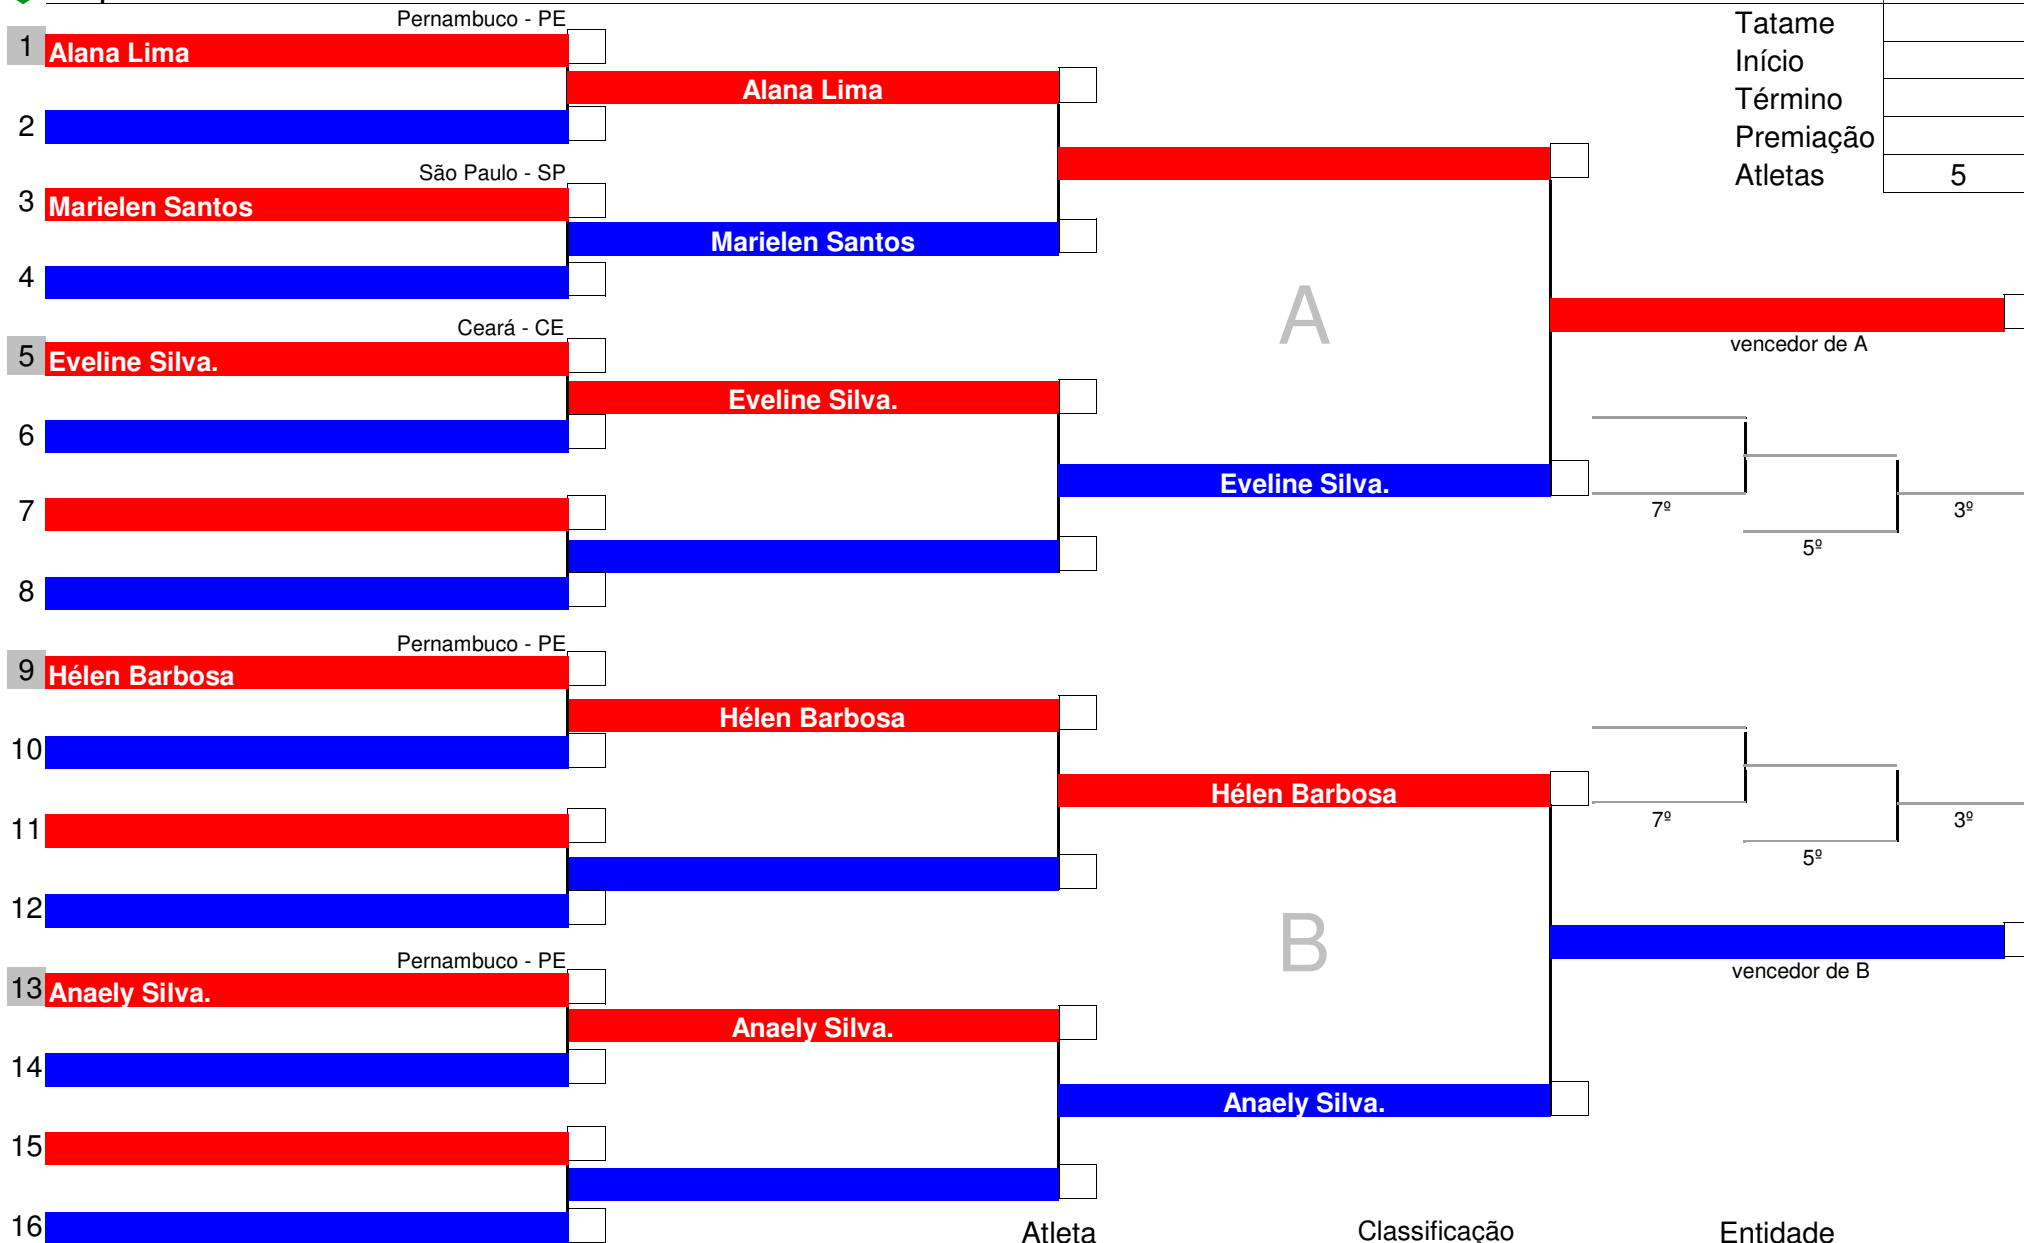 Pernambuco - PE
Tatame
1 Alana Lima
Início
Alana Lima
Término
2
Premiação
São Paulo - SP
Atletas 5
3 Marielen Santos
Marielen Santos
4
A
Ceará - CE
vencedor de A
5 Eveline Silva.
Eveline Silva.
6
Eveline Silva.
7
7º 3º
5º
8
Pernambuco - PE
9 Hélen Barbosa
Hélen Barbosa
10
Hélen Barbosa
11
7º 3º
5º
12
B
Pernambuco - PE
vencedor de B
13 Anaely Silva.
Anaely Silva.
14
Anaely Silva.
15
16
Atleta Classificação Entidade